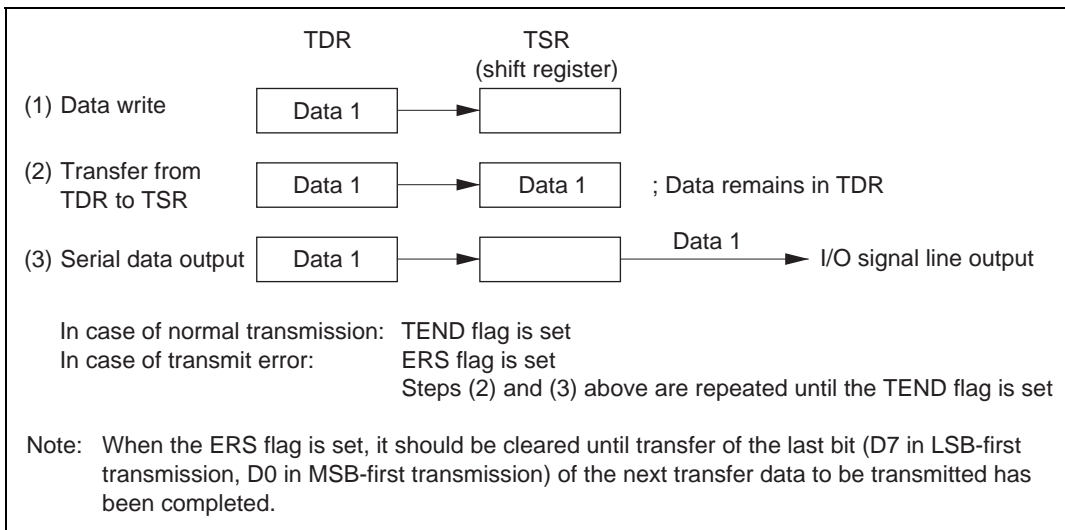 TDR TSR
(shift register)
(1) Data write Data 1
(2) Transfer from
TDR to TSR Data 1 Data 1 ; Data remains in TDR
(3) Serial data output Data 1 Data 1 I/O signal line output
In case of normal transmission: TEND flag is set
In case of transmit error: ERS flag is set
Steps (2) and (3) above are repeated until the TEND flag is set
Note: When the ERS flag is set, it should be cleared until transfer of the last bit (D7 in LSB-first
transmission, D0 in MSB-first transmission) of the next transfer data to be transmitted has
been completed.